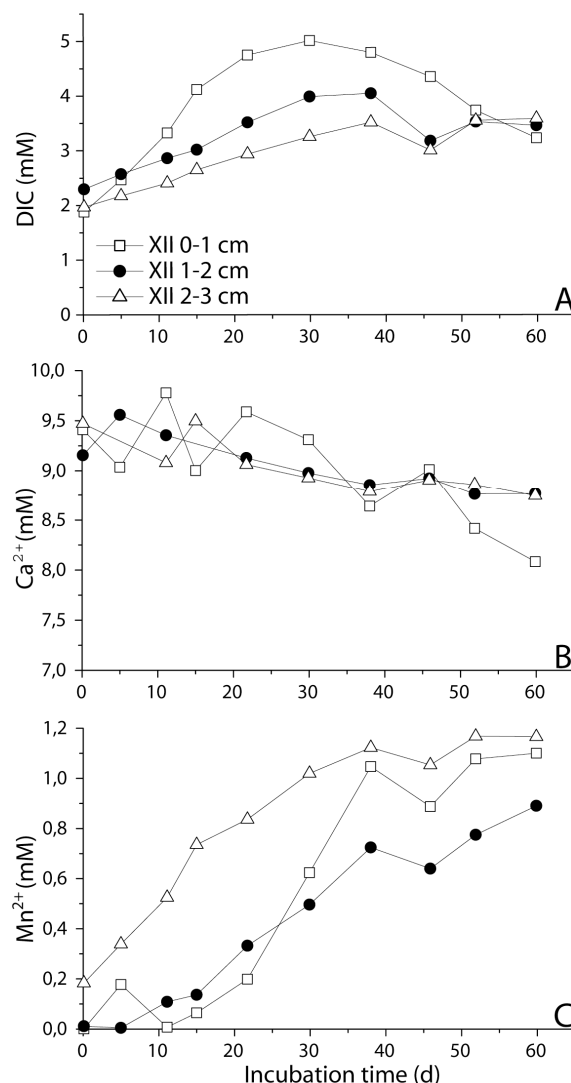 5
4
3
2
1
0
DIC (mM)
XII 0-1 cm
XII 1-2 cm
XII 2-3 cm
A
0 10 20 30 40 50 60
10,0
9,5
9,0
8,5
8,0
7,5
7,0
Ca²⁺ (mM)
B
0 10 20 30 40 50 60
1,2
1,0
0,8
0,6
0,4
0,2
0,0
Mn²⁺ (mM)
C
0 10 20 30 40 50 60
Incubation time (d)